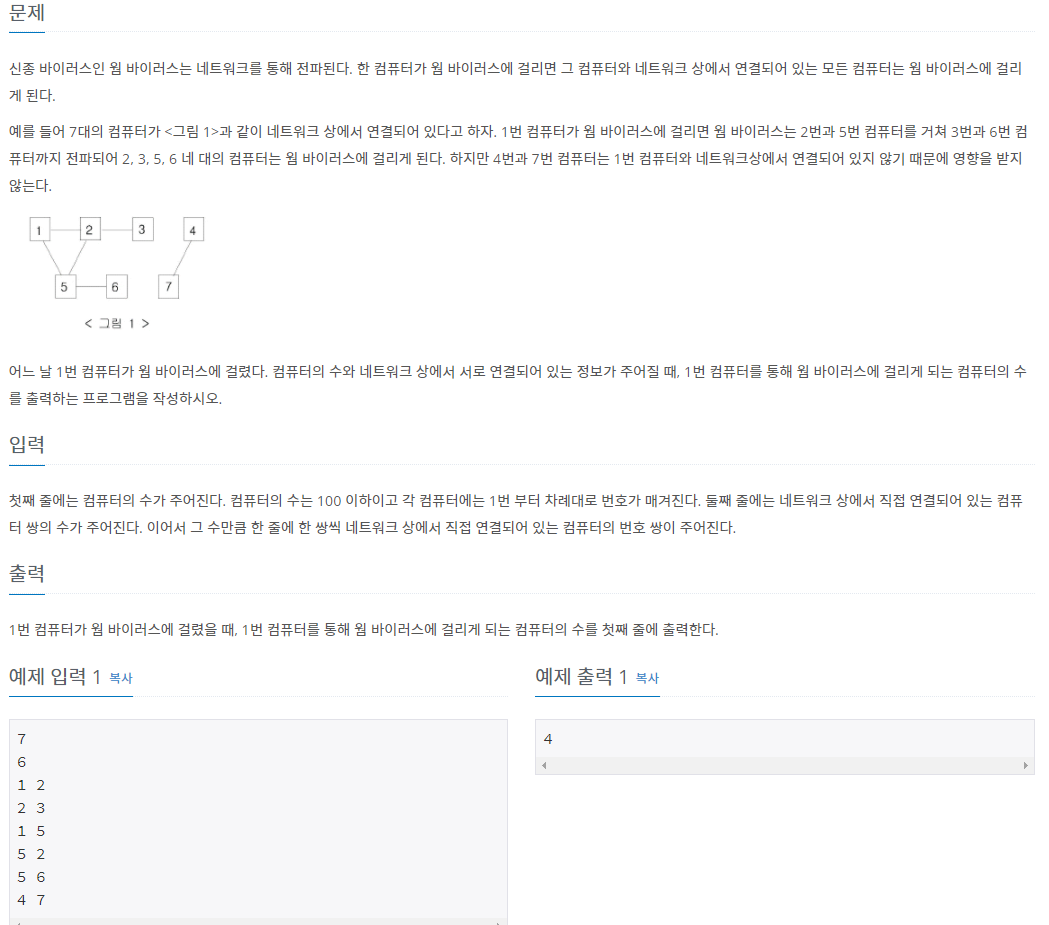 문제
신종 바이러스인 웜 바이러스는 네트워크를 통해 전파된다. 한 컴퓨터가 웜 바이러스에 걸리면 그 컴퓨터와 네트워크 상에서 연결되어 있는 모든 컴퓨터는 웜 바이러스에 걸리
게 된다.
예를 들어 7대의 컴퓨터가 <그림 1>과 같이 네트워크 상에서 연결되어 있다고 하자. 1번 컴퓨터가 웜 바이러스에 걸리면 웜 바이러스는 2번과 5번 컴퓨터를 거쳐 3번과 6번 컴
퓨터까지 전파되어 2, 3, 5, 6 네 대의 컴퓨터는 웜 바이러스에 걸리게 된다. 하지만 4번과 7번 컴퓨터는 1번 컴퓨터와 네트워크상에서 연결되어 있지 않기 때문에 영향을 받지
않는다.
1 2 3 4
5 6 7
< 그림 1 >
어느 날 1번 컴퓨터가 웜 바이러스에 걸렸다. 컴퓨터의 수와 네트워크 상에서 서로 연결되어 있는 정보가 주어질 때, 1번 컴퓨터를 통해 웜 바이러스에 걸리게 되는 컴퓨터의 수
를 출력하는 프로그램을 작성하시오.
입력
첫째 줄에는 컴퓨터의 수가 주어진다. 컴퓨터의 수는 100 이하이고 각 컴퓨터에는 1번 부터 차례대로 번호가 매겨진다. 둘째 줄에는 네트워크 상에서 직접 연결되어 있는 컴퓨
터 쌍의 수가 주어진다. 이어서 그 수만큼 한 줄에 한 쌍씩 네트워크 상에서 직접 연결되어 있는 컴퓨터의 번호 쌍이 주어진다.
출력
1번 컴퓨터가 웜 바이러스에 걸렸을 때, 1번 컴퓨터를 통해 웜 바이러스에 걸리게 되는 컴퓨터의 수를 첫째 줄에 출력한다.
예제 입력 1 복사
7
6
1 2
2 3
1 5
5 2
5 6
4 7
예제 출력 1 복사
4